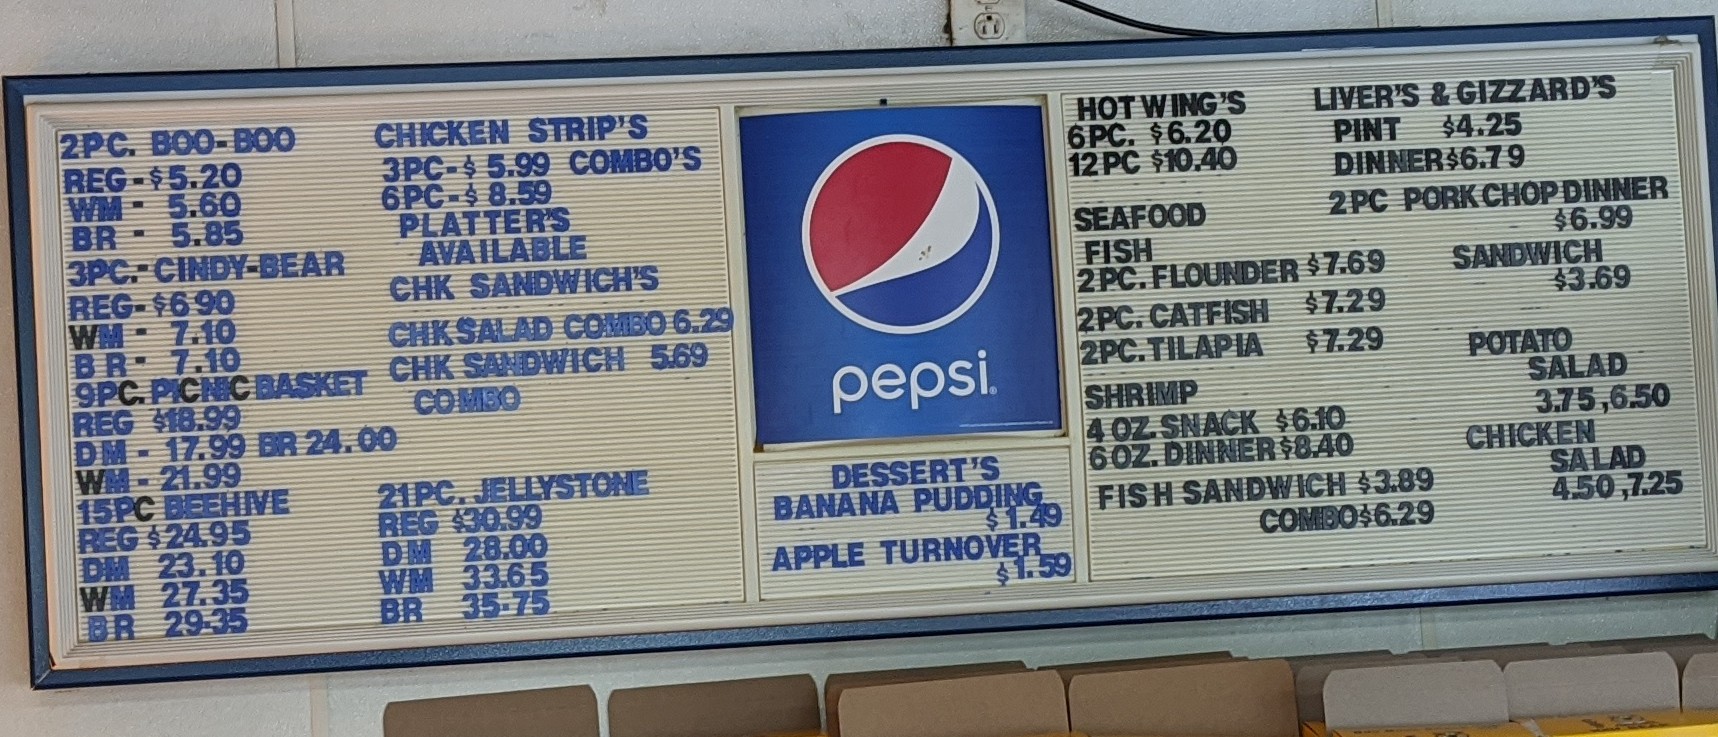 2PC. BOO-BOO
REG-$5.20
WM - 5.60
BR - 5.85
3PC.-CINDY-BEAR
REG-$6 90
WM - 7.10
BR - 7.10
9PC. PICNIC BASKET
REG $18.99
DM - 17.99 BR 24.00
WM - 21.99
15PC BEEHIVE
REG $24.95
DM 23.10
WM 27.35
BR 29-35
CHICKEN STRIP'S
3PC-$ 5.99 COMBO'S
6PC-$ 8.59
PLATTER'S
AVAILABLE
CHK SANDWICH'S
CHK SALAD COMBO 6.29
CHK SANDWICH 5.69
COMBO
21PC. JELLYSTONE
REG $30.99
DM 28.00
WM 33.65
BR 35-75
pepsi
DESSERT'S
BANANA PUDDING
$1.49
APPLE TURNOVER
$1.59
HOT WING'S
6PC. $6.20
12PC $10.40
SEAFOOD
FISH
2PC. FLOUNDER $7.69
2PC. CATFISH $7.29
2PC. TILAPIA $7.29
SHRIMP
4 OZ. SNACK $6.10
6 OZ. DINNER $8.40
FISH SANDWICH $3.89
COMBO $6.29
LIVER'S & GIZZARD'S
PINT $4.25
DINNER $6.79
2PC PORK CHOP DINNER
$6.99
SANDWICH
$3.69
POTATO
SALAD
3.75,6.50
CHICKEN
SALAD
4.50,7.25